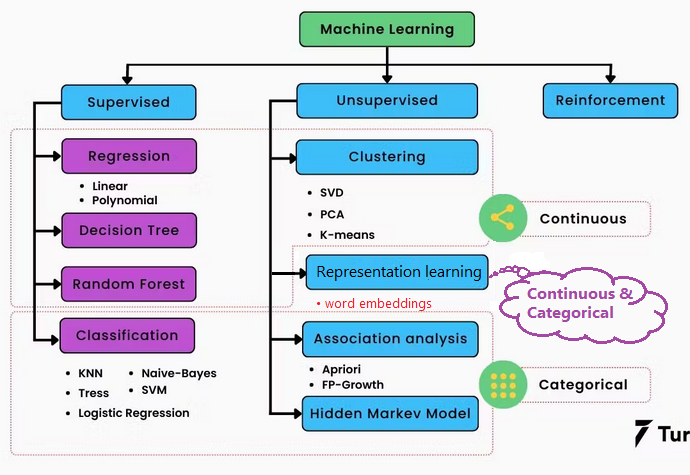 Machine Learning
Supervised
Unsupervised
Reinforcement
Regression
• Linear
• Polynomial
Decision Tree
Random Forest
Classification
• KNN
• Naive-Bayes
• Tress
• SVM
• Logistic Regression
Clustering
• SVD
• PCA
• K-means
Representation learning
• word embeddings
Association analysis
• Apriori
• FP-Growth
Hidden Markev Model
Continuous
Continuous &
Categorical
Categorical
Tur